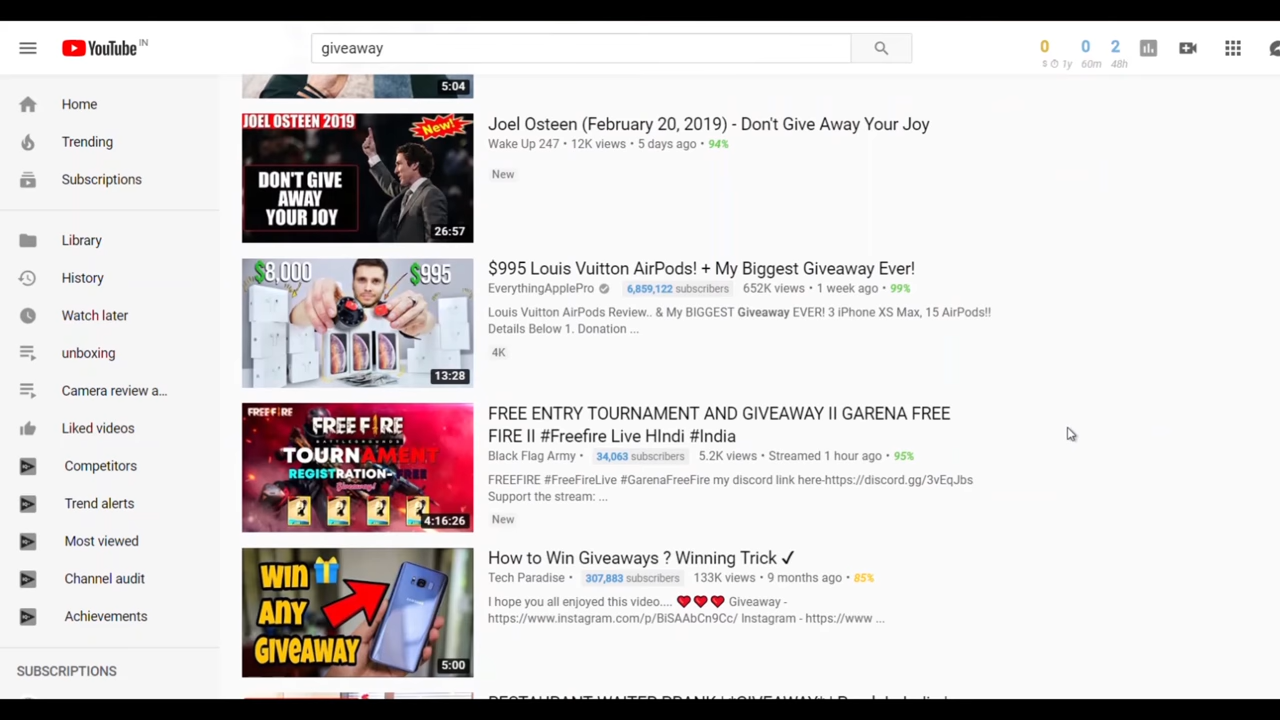 YouTube IN
giveaway
0 0 2
$ 1y 60m 48h
5:04
Home
Trending
Subscriptions
Library
History
Watch later
unboxing
Camera review a...
Liked videos
Competitors
Trend alerts
Most viewed
Channel audit
Achievements
SUBSCRIPTIONS
JOEL OSTEEN 2019
New!
DON'T GIVE
AWAY
YOUR JOY
26:57
Joel Osteen (February 20, 2019) - Don't Give Away Your Joy
Wake Up 247 • 12K views • 5 days ago • 94%
New
$8,000 $995
13:28
$995 Louis Vuitton AirPods! + My Biggest Giveaway Ever!
EverythingApplePro 6,859,122 subscribers 652K views • 1 week ago • 99%
Louis Vuitton AirPods Review.. & My BIGGEST Giveaway EVER! 3 iPhone XS Max, 15 AirPods!!
Details Below 1. Donation ...
4K
FREE FIRE
FREE FIRE
BATTLEGROUNDS
TOURNAMENT
REGISTRATION- FREE
Giveaway!
4:16:26
FREE ENTRY TOURNAMENT AND GIVEAWAY II GARENA FREE
FIRE II #Freefire Live HIndi #India
Black Flag Army • 34,063 subscribers 5.2K views • Streamed 1 hour ago • 95%
FREEFIRE #FreeFireLive #GarenaFreeFire my discord link here-https://discord.gg/3vEqJbs
Support the stream: ...
New
WIN
ANY
GIVEAWAY
5:00
How to Win Giveaways ? Winning Trick ✓
Tech Paradise • 307,883 subscribers 133K views • 9 months ago • 85%
I hope you all enjoyed this video.... ❤❤❤ Giveaway -
https://www.instagram.com/p/BiSAAbCn9Cc/ Instagram - https://www ...